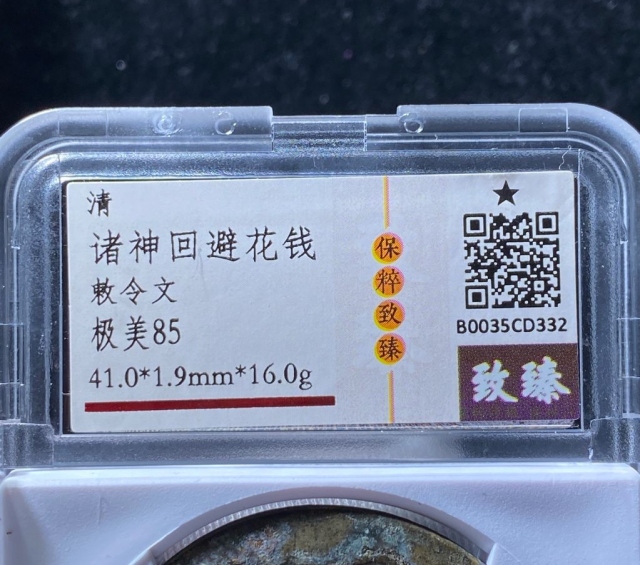 清
诸神回避花钱
敕令文
极美85
41.0*1.9mm*16.0g
保
粹
致
臻
★
B0035CD332
致臻